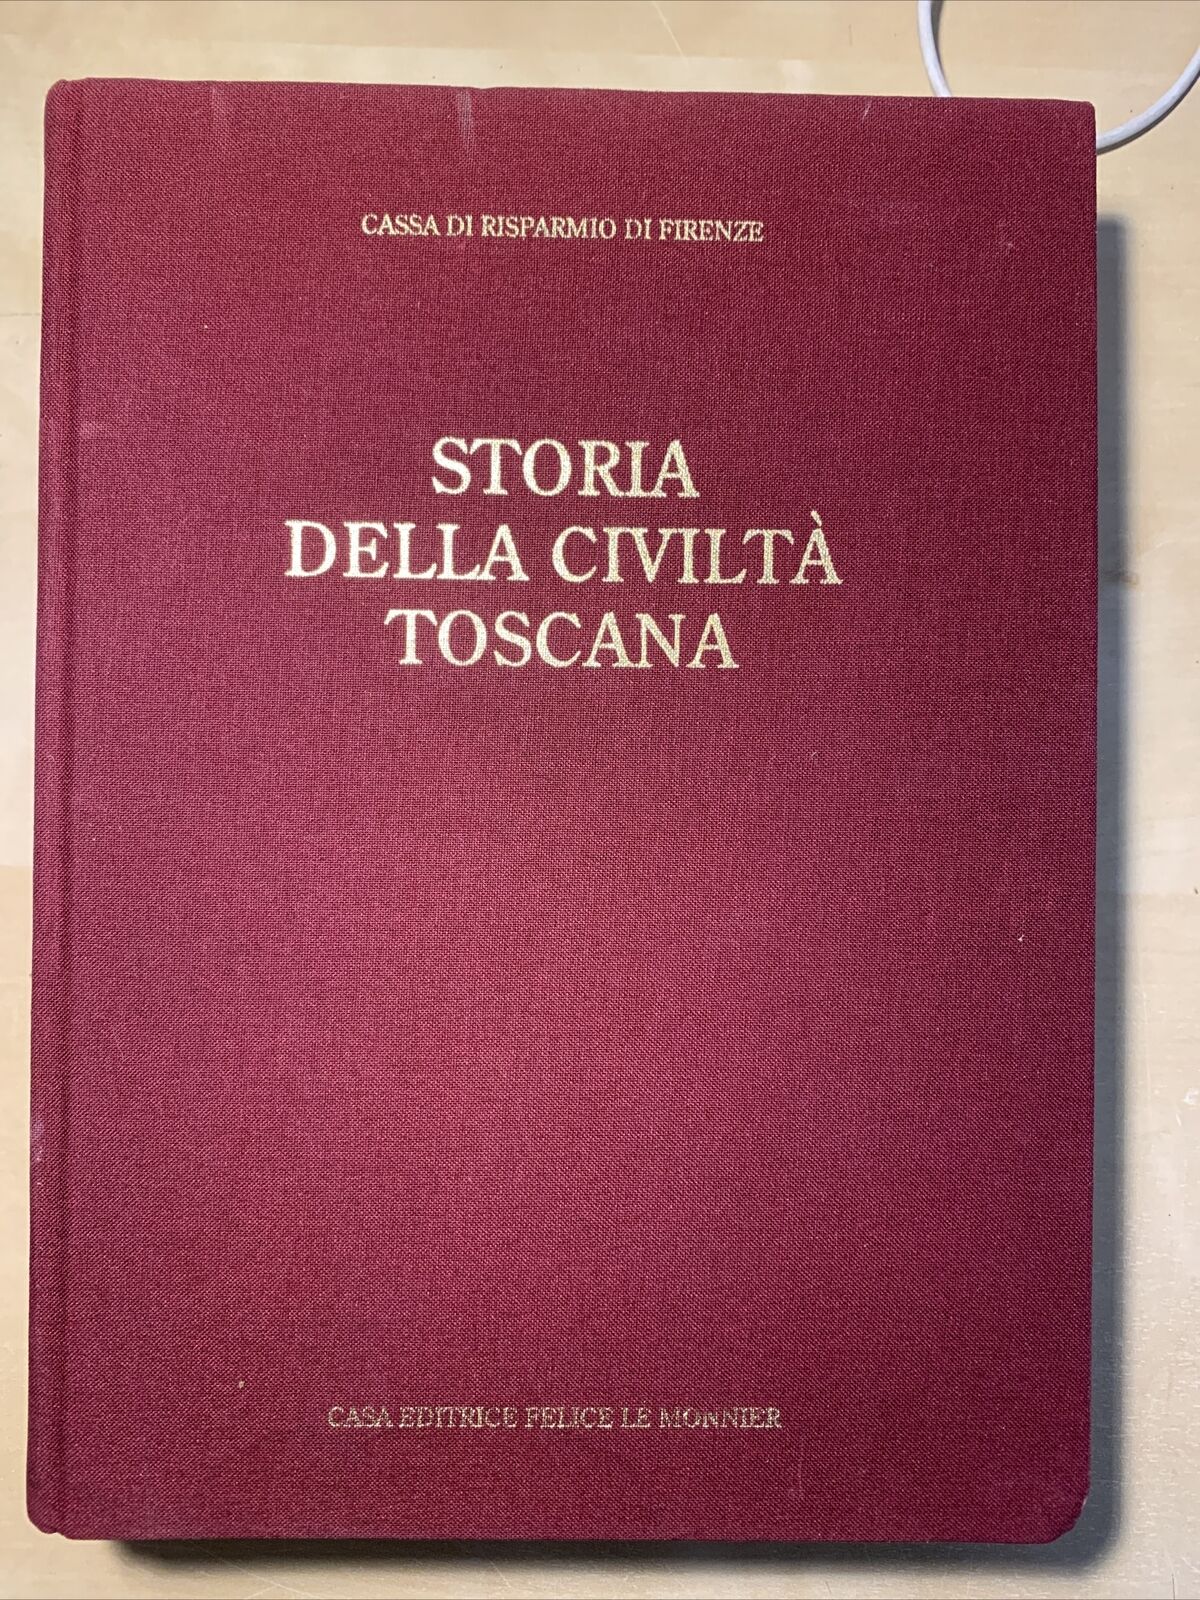 CASSA DI RISPARMIO DI FIRENZE
STORIA
DELLA CIVILTÀ
TOSCANA
CASA EDITRICE FELICE LE MONNIER